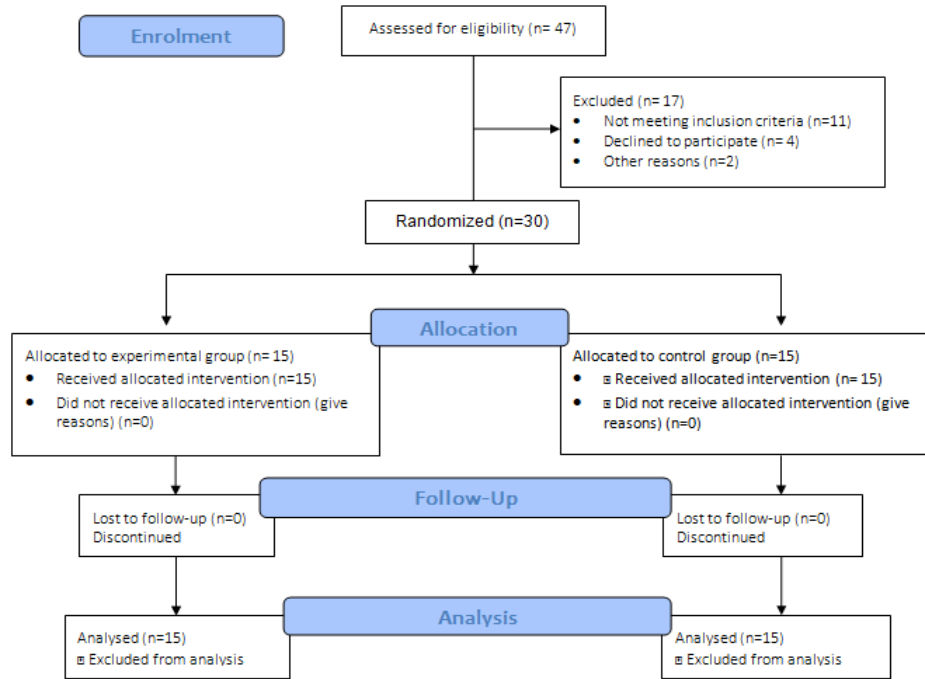 Enrolment
Assessed for eligibility (n= 47)
Excluded (n= 17)
• Not meeting inclusion criteria (n=11)
• Declined to participate (n= 4)
• Other reasons (n=2)
Randomized (n=30)
Allocation
Allocated to experimental group (n= 15)
• Received allocated intervention (n=15)
• Did not receive allocated intervention (give
reasons) (n=0)
Allocated to control group (n=15)
• Received allocated intervention (n= 15)
• Did not receive allocated intervention (give
reasons) (n=0)
Follow-Up
Lost to follow-up (n=0)
Discontinued
Lost to follow-up (n=0)
Discontinued
Analysis
Analysed (n=15)
Excluded from analysis
Analysed (n=15)
Excluded from analysis